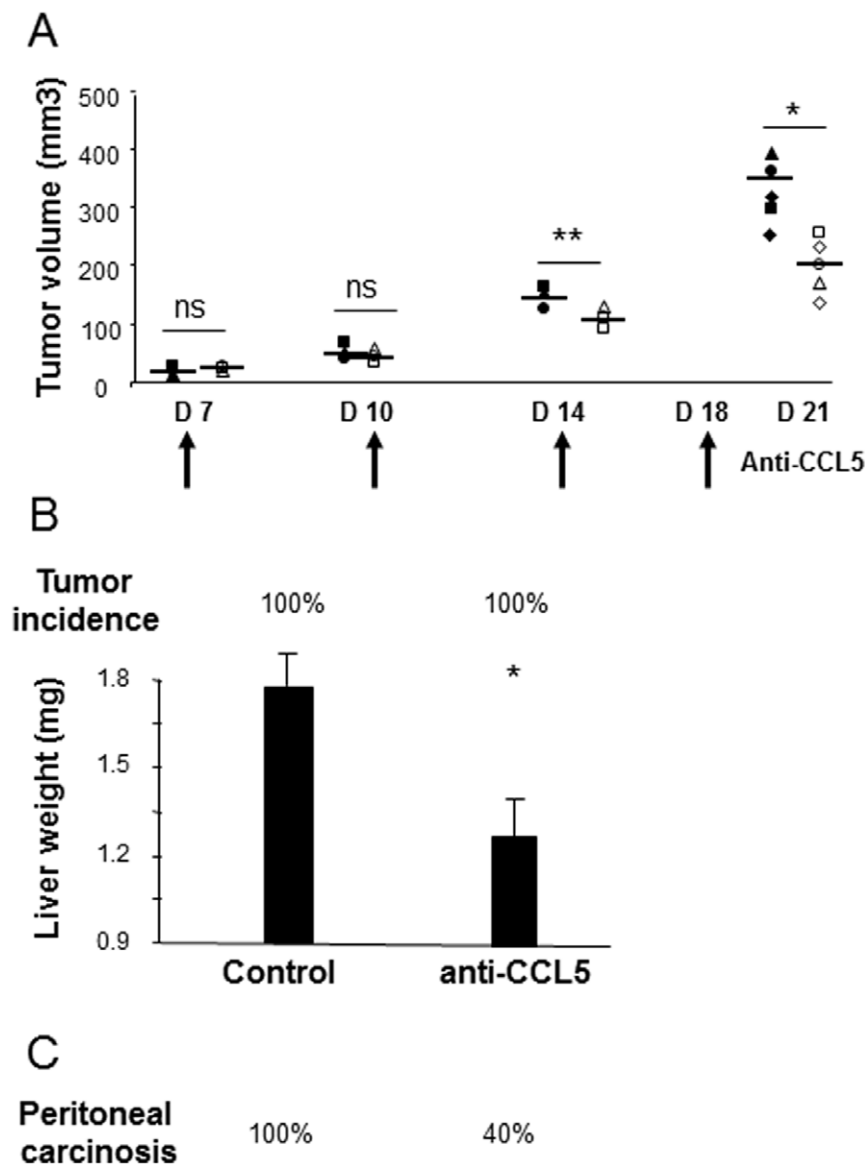 A
Tumor volume (mm3)
500
400
300
200
100
0
ns
ns
**
*
D 7
D 10
D 14
D 18
D 21
Anti-CCL5
B
Tumor
incidence
100%
100%
Liver weight (mg)
1.8
1.5
1.2
0.9
*
Control
anti-CCL5
C
Peritoneal
carcinosis
100%
40%